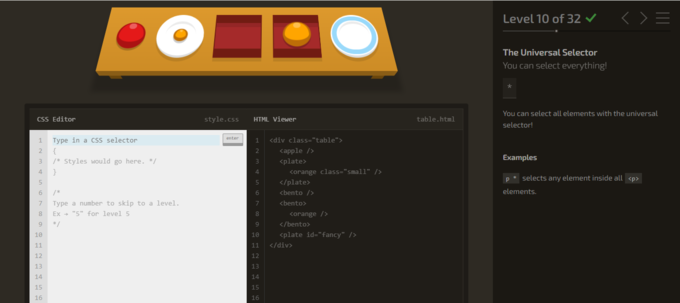 Level 10 of 32
The Universal Selector
You can select everything!
*
You can select all elements with the universal
selector!
Examples
p * selects any element inside all <p>
elements.
CSS Editor style.css
1 Type in a CSS selector enter
2 {
3 /* Styles would go here. */
4 }
5
6 /*
7 Type a number to skip to a level.
8 Ex → "5" for level 5
9 */
10
11
12
13
14
15
16
HTML Viewer table.html
1 <div class="table">
2 <apple />
3 <plate>
4 <orange class="small" />
5 </plate>
6 <bento />
7 <bento>
8 <orange />
9 </bento>
10 <plate id="fancy" />
11 </div>
12
13
14
15
16